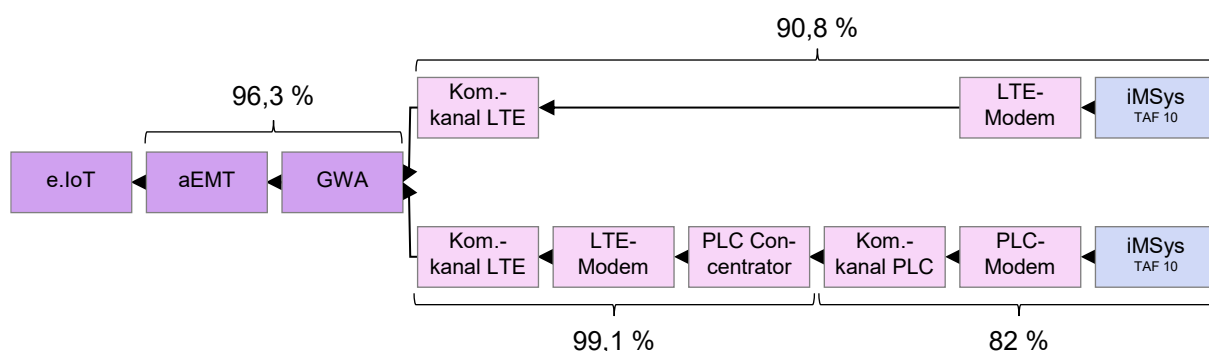 90,8 %
96,3 %
Kom.-
kanal LTE
LTE-
Modem
iMSys
TAF 10
e.IoT
aEMT
GWA
Kom.-
kanal LTE
LTE-
Modem
PLC Con-
centrator
Kom.-
kanal PLC
PLC-
Modem
iMSys
TAF 10
99,1 %
82 %